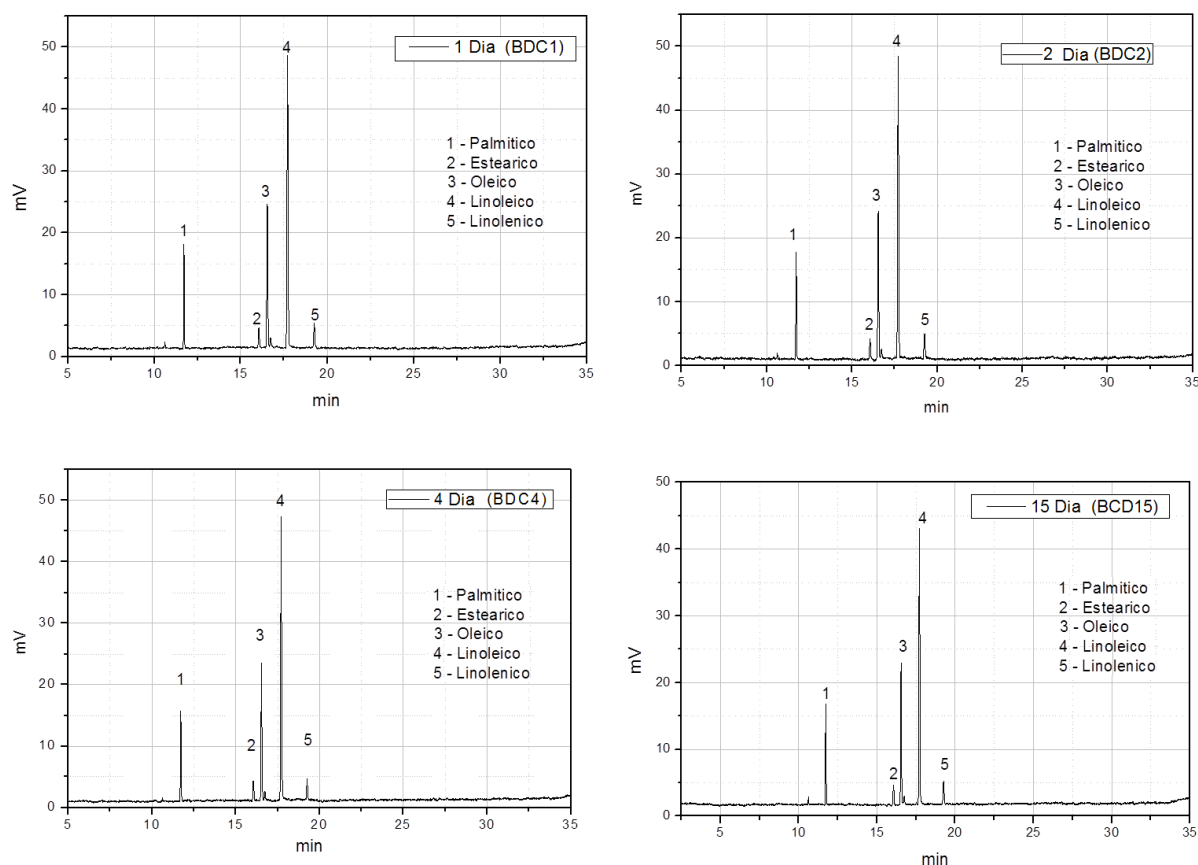 1 Dia (BDC1)
4
3
1
2
5
1 - Palmitico
2 - Estearico
3 - Oleico
4 - Linoleico
5 - Linolenico
mV
50
40
30
20
10
0
5 10 15 20 25 30 35
min
2 Dia (BDC2)
4
3
1
2
5
1 - Palmitico
2 - Estearico
3 - Oleico
4 - Linoleico
5 - Linolenico
mV
50
40
30
20
10
0
5 10 15 20 25 30 35
min
4 Dia (BDC4)
4
3
1
2
5
1 - Palmitico
2 - Estearico
3 - Oleico
4 - Linoleico
5 - Linolenico
mV
50
40
30
20
10
0
5 10 15 20 25 30 35
min
15 Dia (BCD15)
4
3
1
2
5
1 - Palmitico
2 - Estearico
3 - Oleico
4 - Linoleico
5 - Linolenico
mV
50
40
30
20
10
0
5 10 15 20 25 30 35
min